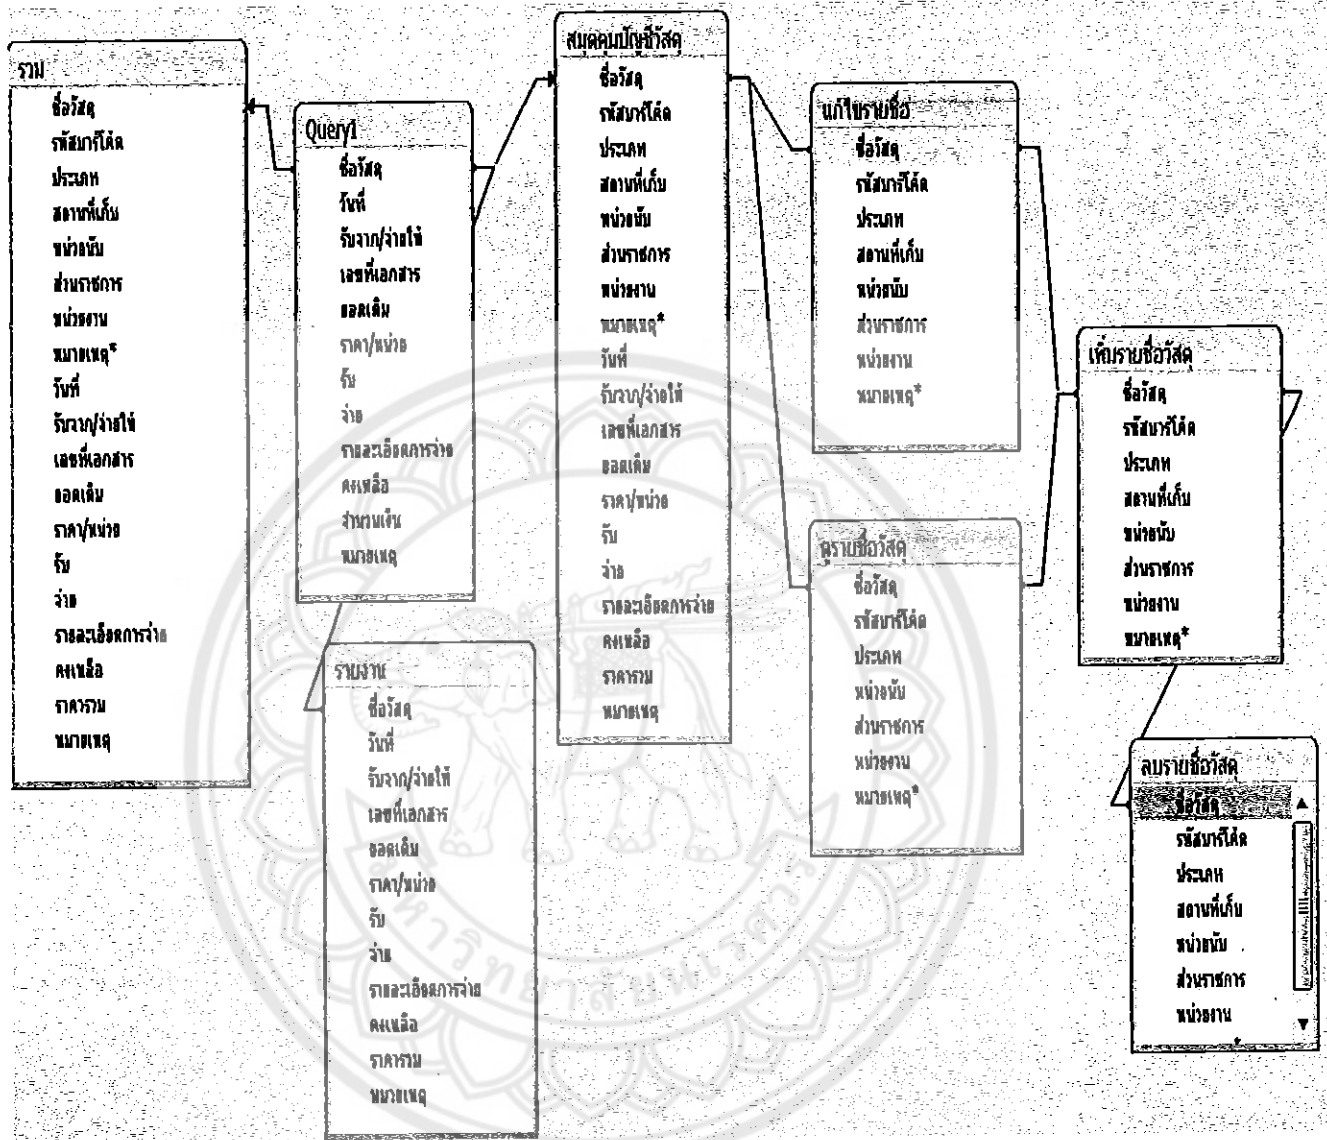 รวม
ชื่อวัสดุ
รหัสบาร์โค้ด
ประเภท
สถานที่เก็บ
หน่วยนับ
ส่วนราชการ
หน่วยงาน
หมายเหตุ*
วันที่
รับจาก/จ่ายให้
เลขที่เอกสาร
ยอดเดิม
ราคา/หน่วย
รับ
จ่าย
รายละเอียดการจ่าย
คงเหลือ
ราคารวม
หมายเหตุ
Query1
ชื่อวัสดุ
วันที่
รับจาก/จ่ายให้
เลขที่เอกสาร
ยอดเดิม
ราคา/หน่วย
รับ
จ่าย
รายละเอียดการจ่าย
คงเหลือ
จำนวนเงิน
หมายเหตุ
รายงาน
ชื่อวัสดุ
วันที่
รับจาก/จ่ายให้
เลขที่เอกสาร
ยอดเดิม
ราคา/หน่วย
รับ
จ่าย
รายละเอียดการจ่าย
คงเหลือ
ราคารวม
หมายเหตุ
สมุดคุมบัญชีวัสดุ
ชื่อวัสดุ
รหัสบาร์โค้ด
ประเภท
สถานที่เก็บ
หน่วยนับ
ส่วนราชการ
หน่วยงาน
หมายเหตุ*
วันที่
รับจาก/จ่ายให้
เลขที่เอกสาร
ยอดเดิม
ราคา/หน่วย
รับ
จ่าย
รายละเอียดการจ่าย
คงเหลือ
ราคารวม
หมายเหตุ
แก้ไขรายชื่อ
ชื่อวัสดุ
รหัสบาร์โค้ด
ประเภท
สถานที่เก็บ
หน่วยนับ
ส่วนราชการ
หน่วยงาน
หมายเหตุ*
ดูรายชื่อวัสดุ
ชื่อวัสดุ
รหัสบาร์โค้ด
ประเภท
หน่วยนับ
ส่วนราชการ
หน่วยงาน
หมายเหตุ*
เพิ่มรายชื่อวัสดุ
ชื่อวัสดุ
รหัสบาร์โค้ด
ประเภท
สถานที่เก็บ
หน่วยนับ
ส่วนราชการ
หน่วยงาน
หมายเหตุ*
ลบรายชื่อวัสดุ
ชื่อวัสดุ
รหัสบาร์โค้ด
ประเภท
สถานที่เก็บ
หน่วยนับ
ส่วนราชการ
หน่วยงาน